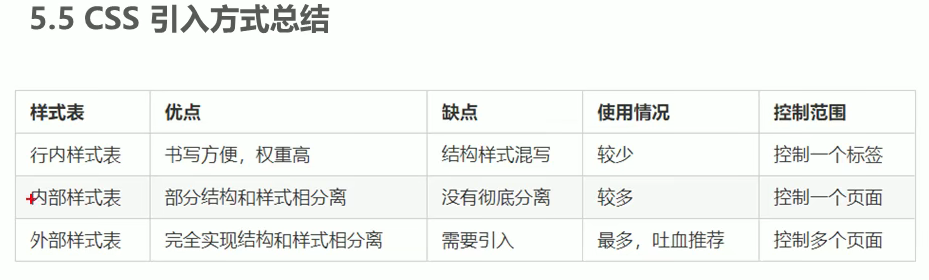 5.5 CSS 引入方式总结
样式表 优点 缺点 使用情况 控制范围
行内样式表 书写方便，权重高 结构样式混写 较少 控制一个标签
内部样式表 部分结构和样式相分离 没有彻底分离 较多 控制一个页面
外部样式表 完全实现结构和样式相分离 需要引入 最多，吐血推荐 控制多个页面